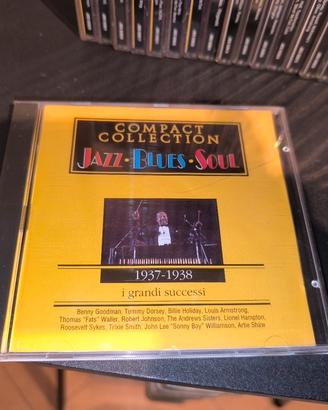 COMPACT
COLLECTION
JAZZ·BLUES·SOUL
1937-1938
i grandi successi
Benny Goodman, Tommy Dorsey, Billie Holiday, Louis Armstrong,
Thomas "Fats" Waller, Robert Johnson, The Andrews Sisters, Lionel Hampton,
Roosevelt Sykes, Trixie Smith, John Lee "Sonny Boy" Williamson, Artie Shaw